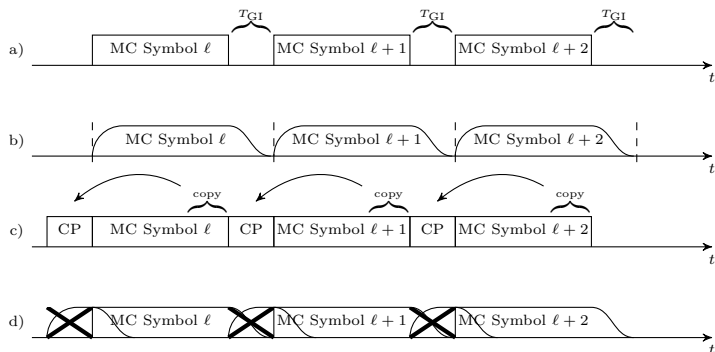 T_GI T_GI T_GI
a) MC Symbol ℓ MC Symbol ℓ + 1 MC Symbol ℓ + 2
t
b) MC Symbol ℓ MC Symbol ℓ + 1 MC Symbol ℓ + 2
t
copy copy copy
c) CP MC Symbol ℓ CP MC Symbol ℓ + 1 CP MC Symbol ℓ + 2
t
d) MC Symbol ℓ MC Symbol ℓ + 1 MC Symbol ℓ + 2
t